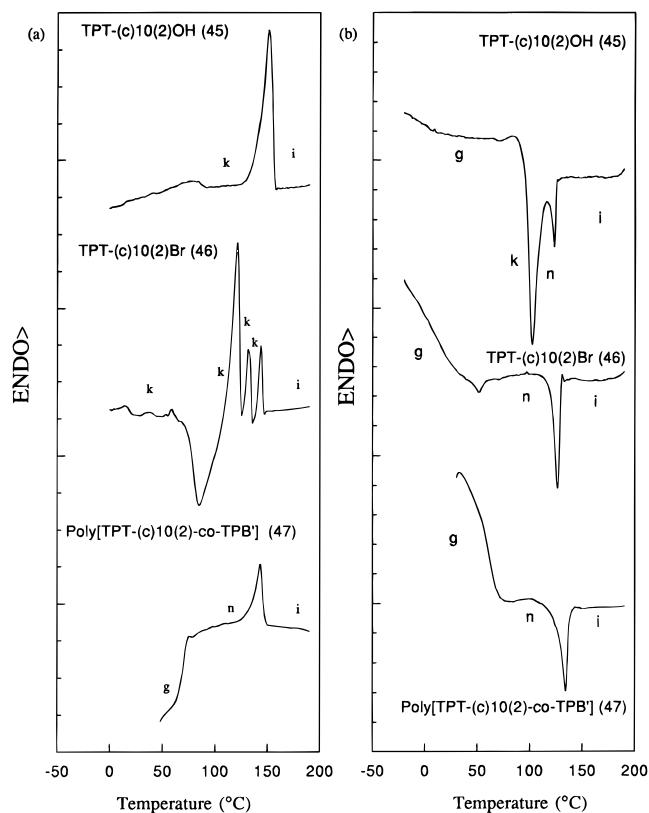 (a)
TPT-(c)10(2)OH (45)
k
i
TPT-(c)10(2)Br (46)
k
k
k
k
i
Poly[TPT-(c)10(2)-co-TPB'] (47)
n
i
g
ENDO>
-50 0 50 100 150 200
Temperature (°C)
(b)
TPT-(c)10(2)OH (45)
g
k
n
i
TPT-(c)10(2)Br (46)
g
n
i
g
n
i
Poly[TPT-(c)10(2)-co-TPB'] (47)
ENDO>
-50 0 50 100 150 200
Temperature (°C)